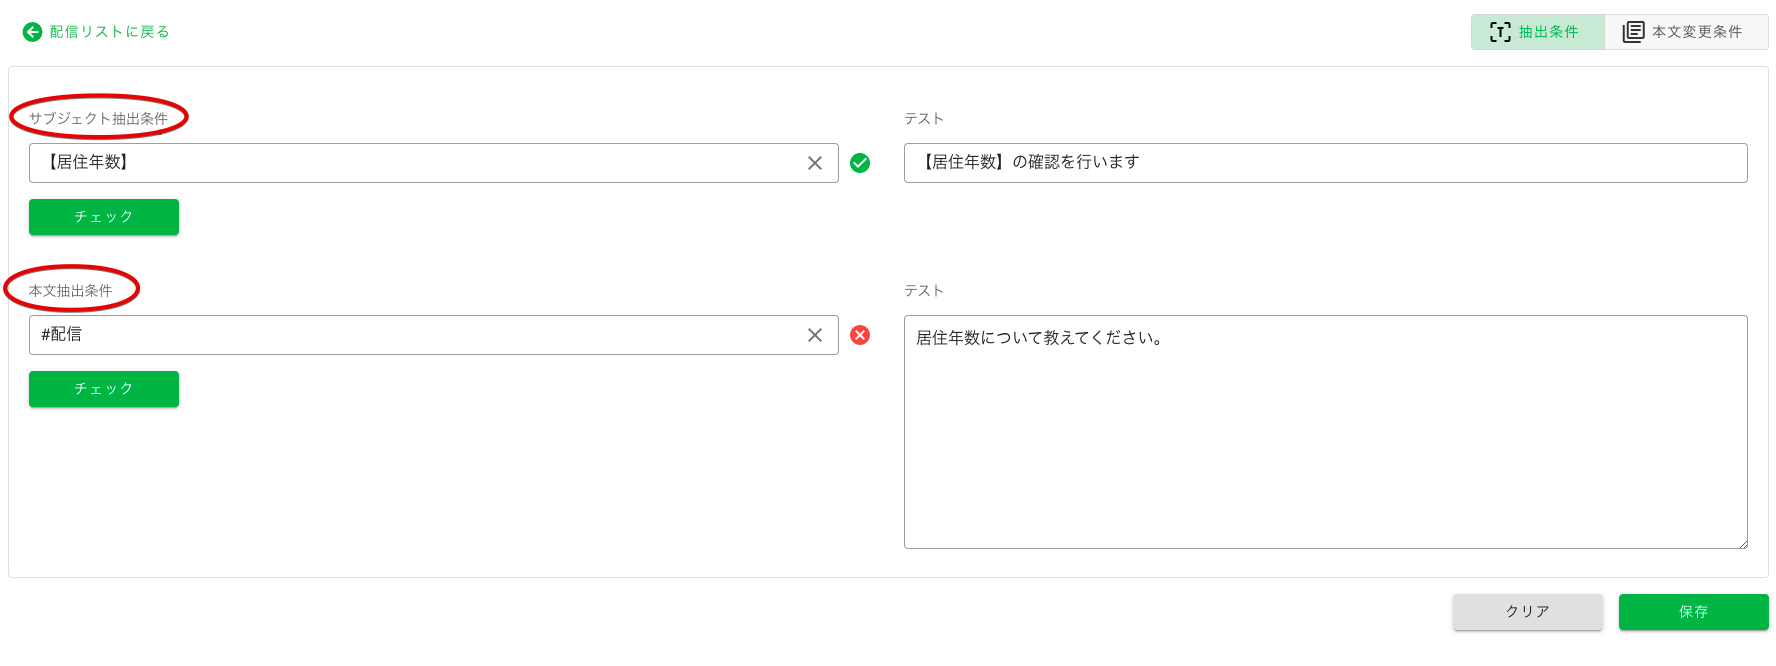 配信リストに戻る
抽出条件
本文変更条件
サブジェクト抽出条件
テスト
【居住年数】
【居住年数】の確認を行います
チェック
本文抽出条件
テスト
#配信
居住年数について教えてください。
チェック
クリア
保存